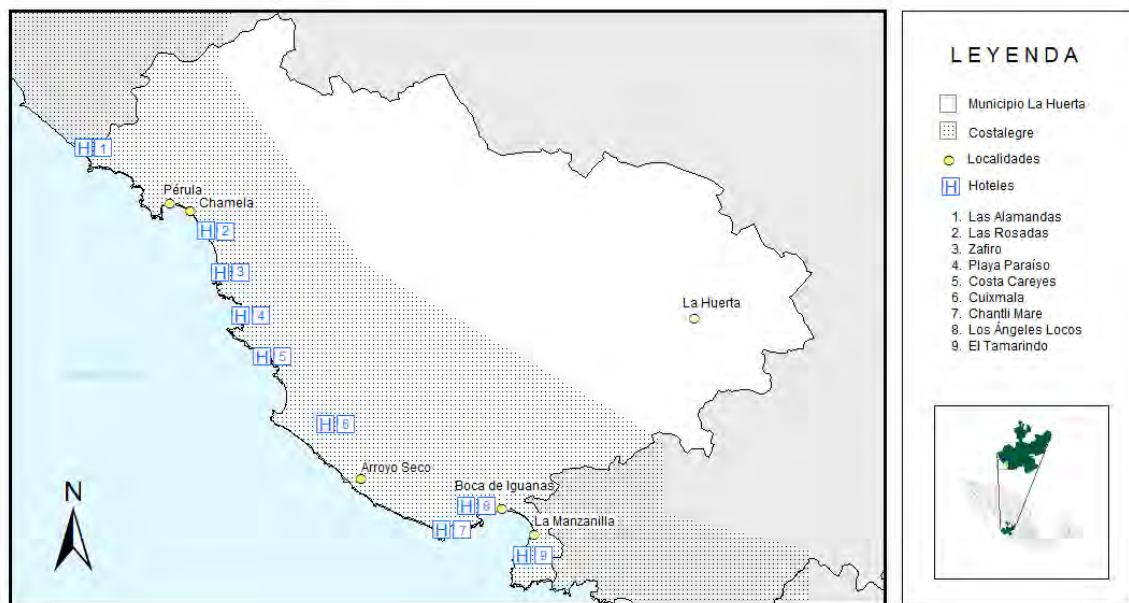 H 1
Pérula
Chamela
H 2
H 3
H 4
H 5
La Huerta
H 6
Arroyo Seco
Boca de Iguanas
H 8
H 7
La Manzanilla
H 9
N
LEYENDA
Municipio La Huerta
Costalegre
Localidades
H Hoteles
1. Las Alamandas
2. Las Rosadas
3. Zafiro
4. Playa Paraíso
5. Costa Careyes
6. Cuixmala
7. Chantli Mare
8. Los Ángeles Locos
9. El Tamarindo